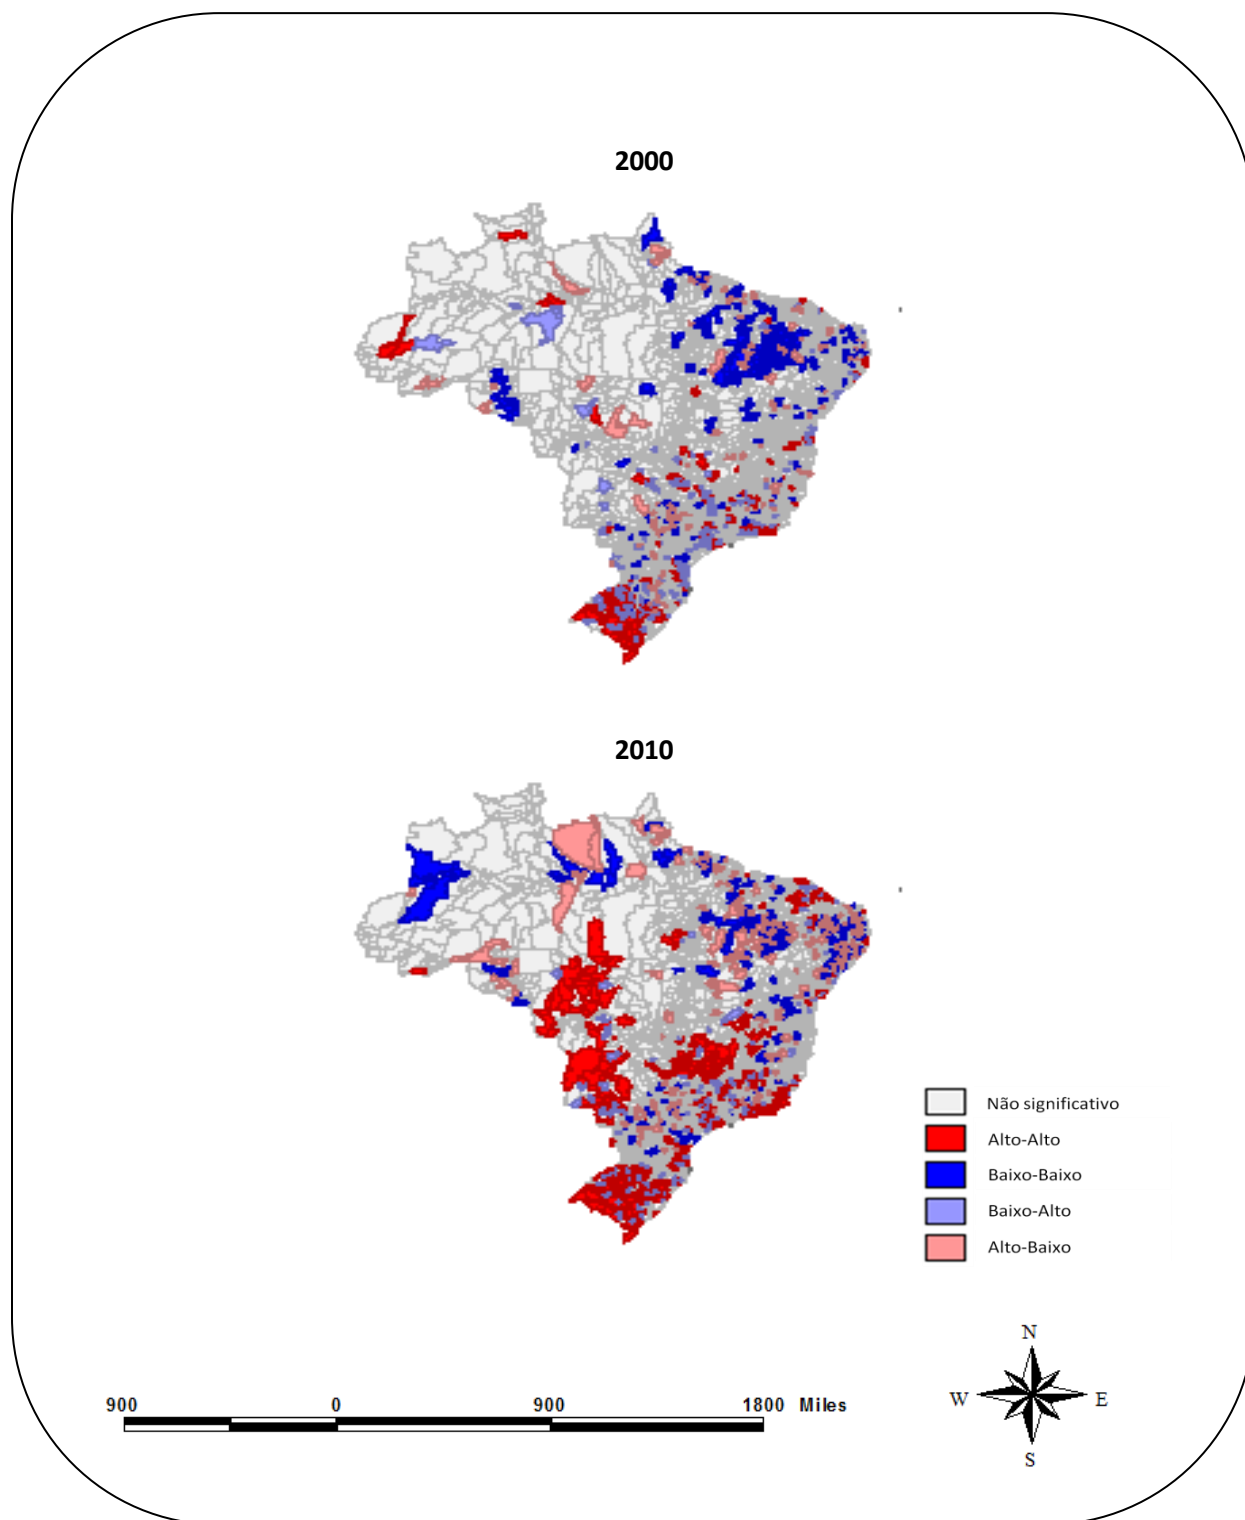 2000
2010
Não significativo
Alto-Alto
Baixo-Baixo
Baixo-Alto
Alto-Baixo
N
W E
S
900 0 900 1800 Miles